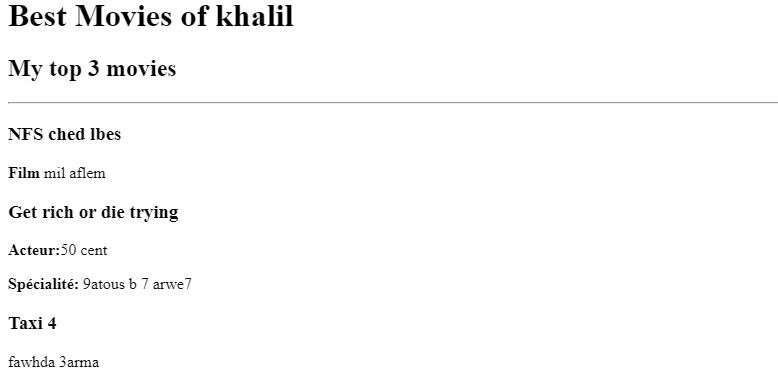 Best Movies of khalil
My top 3 movies
NFS ched lbes
Film mil aflem
Get rich or die trying
Acteur:50 cent
Spécialité: 9atous b 7 arwe7
Taxi 4
fawhda 3arma